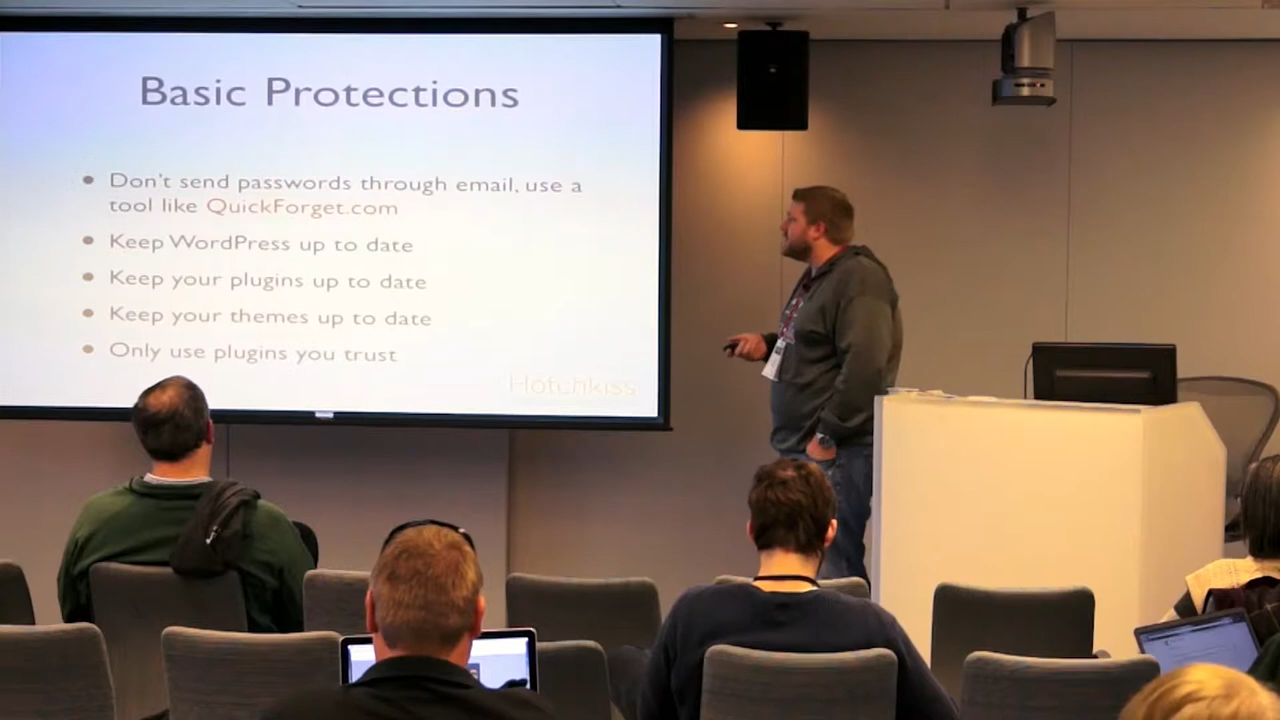 Basic Protections
• Don't send passwords through email, use a
tool like QuickForget.com
• Keep WordPress up to date
• Keep your plugins up to date
• Keep your themes up to date
• Only use plugins you trust
Hotchkiss